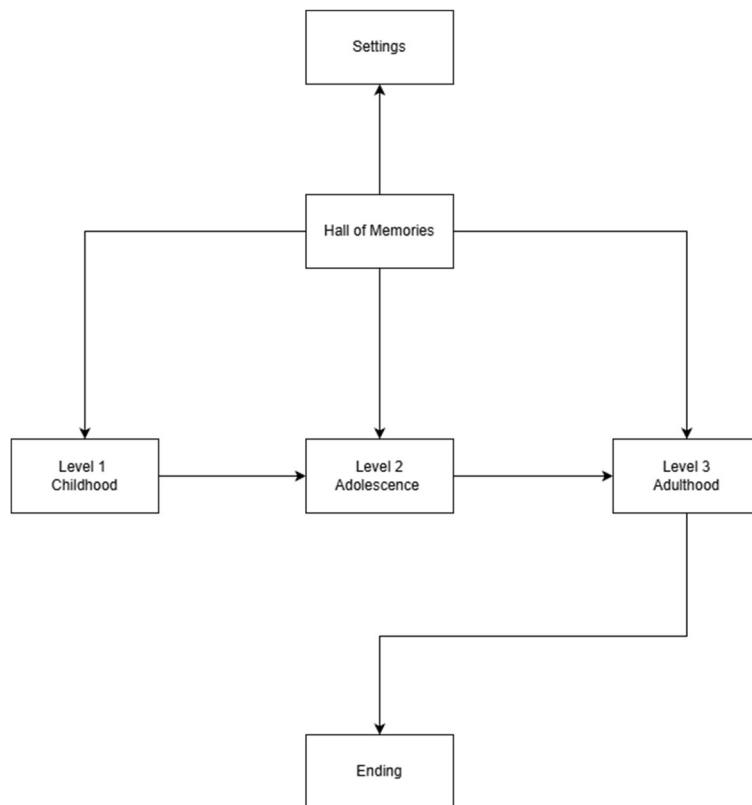 Settings
Hall of Memories
Level 1
Childhood
Level 2
Adolescence
Level 3
Adulthood
Ending